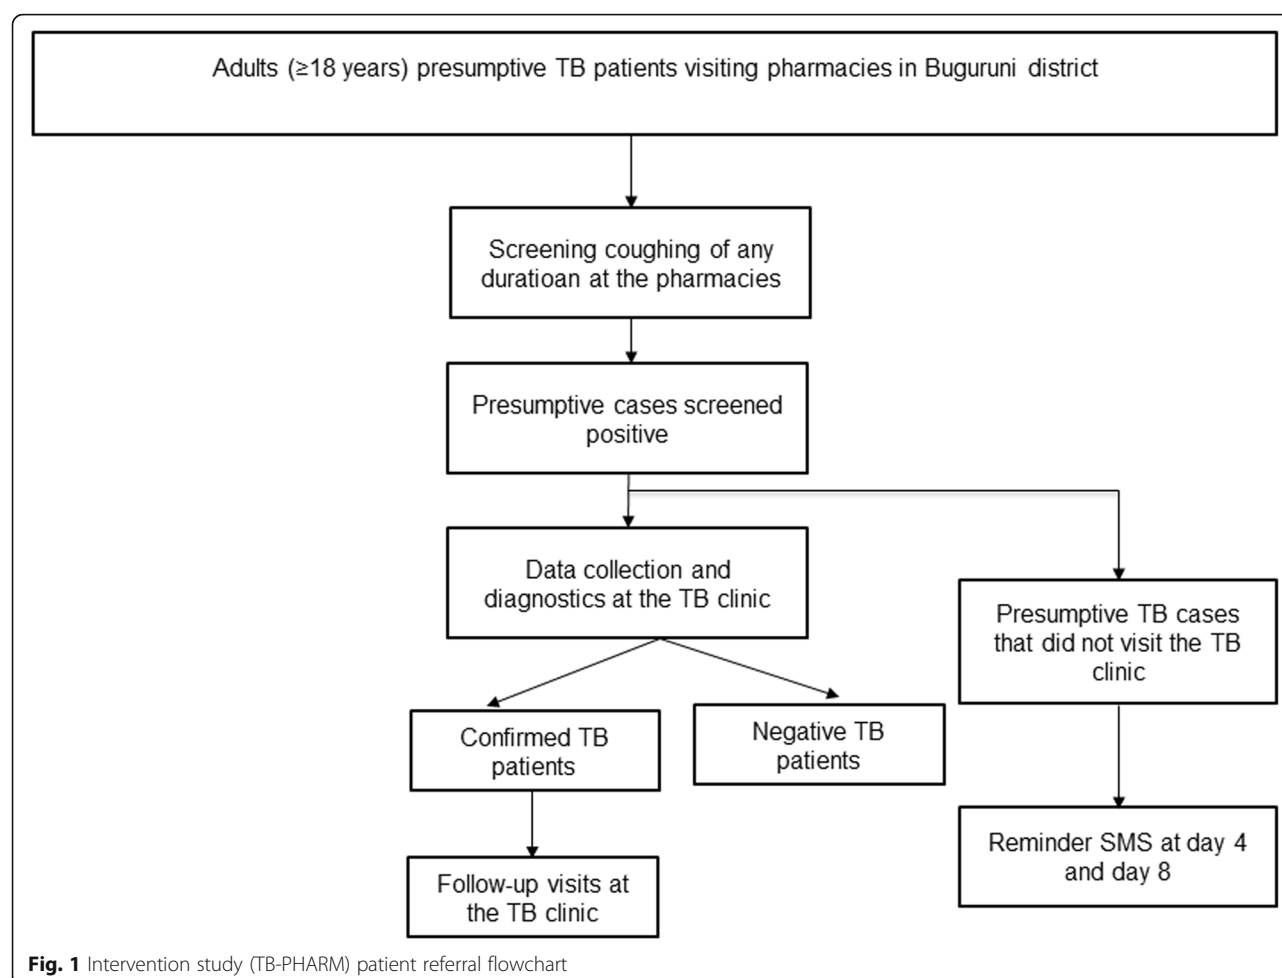 Adults (≥18 years) presumptive TB patients visiting pharmacies in Buguruni district
Screening coughing of any
duratioan at the pharmacies
Presumptive cases screened
positive
Data collection and
diagnostics at the TB clinic
Presumptive TB cases
that did not visit the TB
clinic
Confirmed TB
patients
Negative TB
patients
Reminder SMS at day 4
and day 8
Follow-up visits at
the TB clinic
Fig. 1 Intervention study (TB-PHARM) patient referral flowchart